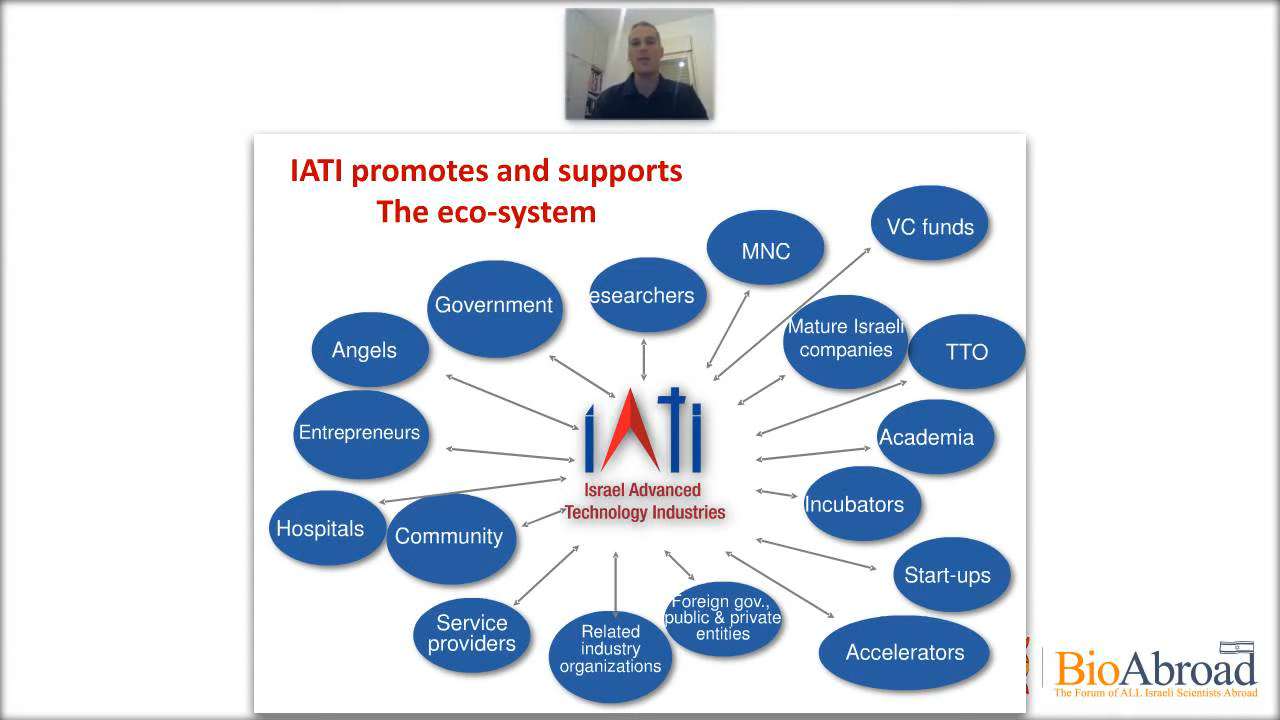 IATI promotes and supports
The eco-system
VC funds
MNC
esearchers
Government
Mature Israeli
companies
TTO
Angels
Entrepreneurs
Academia
iATi
Israel Advanced
Technology Industries
Incubators
Hospitals
Community
Start-ups
Service
providers
Related
industry
organizations
Foreign gov.,
public & private
entities
Accelerators
BioAbroad
The Forum of ALL Israeli Scientists Abroad